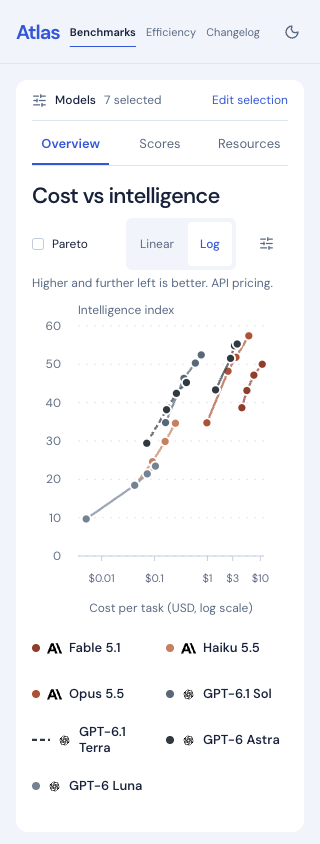 Atlas Benchmarks Efficiency Changelog
Models 7 selected Edit selection
Overview Scores Resources
Cost vs intelligence
Pareto Linear Log
Higher and further left is better. API pricing.
Intelligence index
60
50
40
30
20
10
0
$0.01 $0.1 $1 $3 $10
Cost per task (USD, log scale)
Fable 5.1 Haiku 5.5
Opus 5.5 GPT-6.1 Sol
GPT-6.1
Terra
GPT-6 Astra
GPT-6 Luna